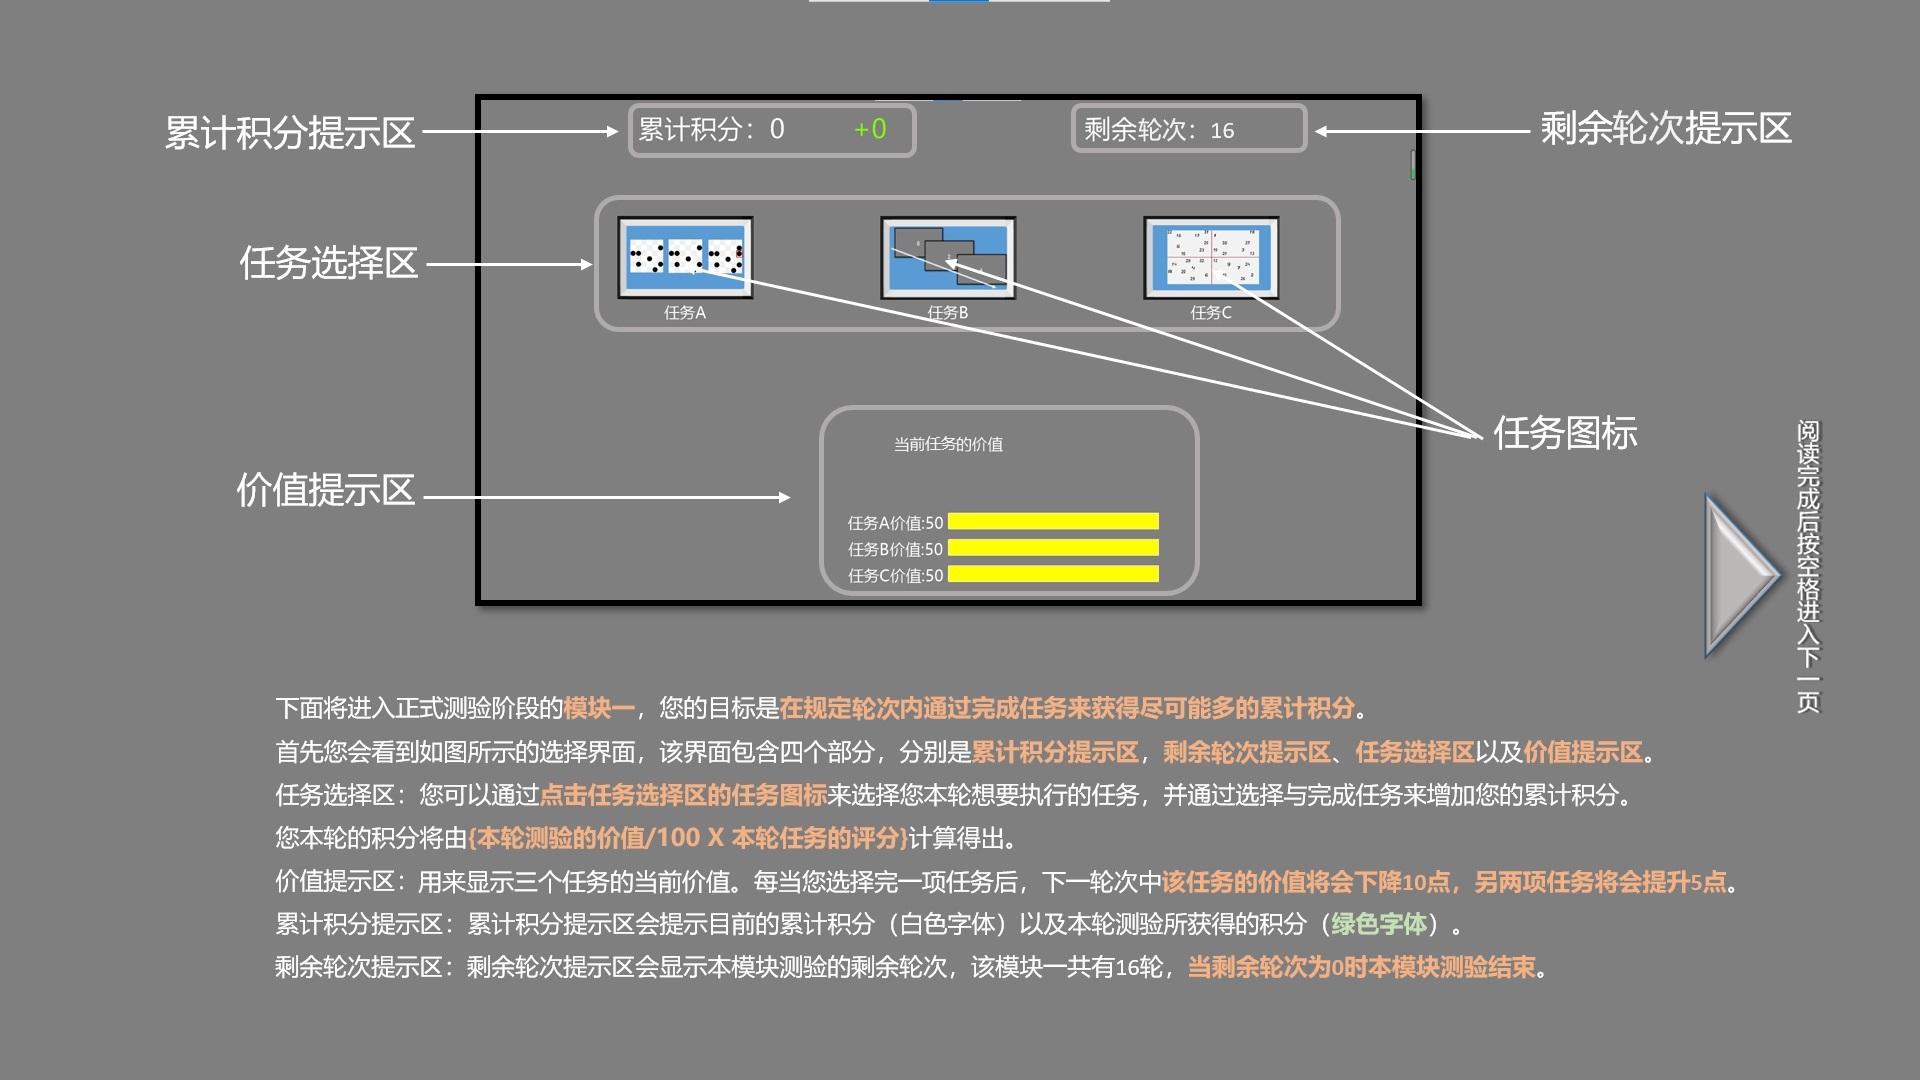 累计积分提示区
累计积分：0 +0
剩余轮次：16
剩余轮次提示区
任务选择区
任务A
任务B
任务C
任务图标
价值提示区
当前任务的价值
任务A价值:50
任务B价值:50
任务C价值:50
阅读完成后按空格进入下一页
下面将进入正式测验阶段的模块一，您的目标是在规定轮次内通过完成任务来获得尽可能多的累计积分。
首先您会看到如图所示的选择界面，该界面包含四个部分，分别是累计积分提示区，剩余轮次提示区、任务选择区以及价值提示区。
任务选择区：您可以通过点击任务选择区的任务图标来选择您本轮想要执行的任务，并通过选择与完成任务来增加您的累计积分。
您本轮的积分将由{本轮测验的价值/100 X 本轮任务的评分}计算得出。
价值提示区：用来显示三个任务的当前价值。每当您选择完一项任务后，下一轮次中该任务的价值将会下降10点，另两项任务将会提升5点。
累计积分提示区：累计积分提示区会提示目前的累计积分（白色字体）以及本轮测验所获得的积分（绿色字体）。
剩余轮次提示区：剩余轮次提示区会显示本模块测验的剩余轮次，该模块一共有16轮，当剩余轮次为0时本模块测验结束。